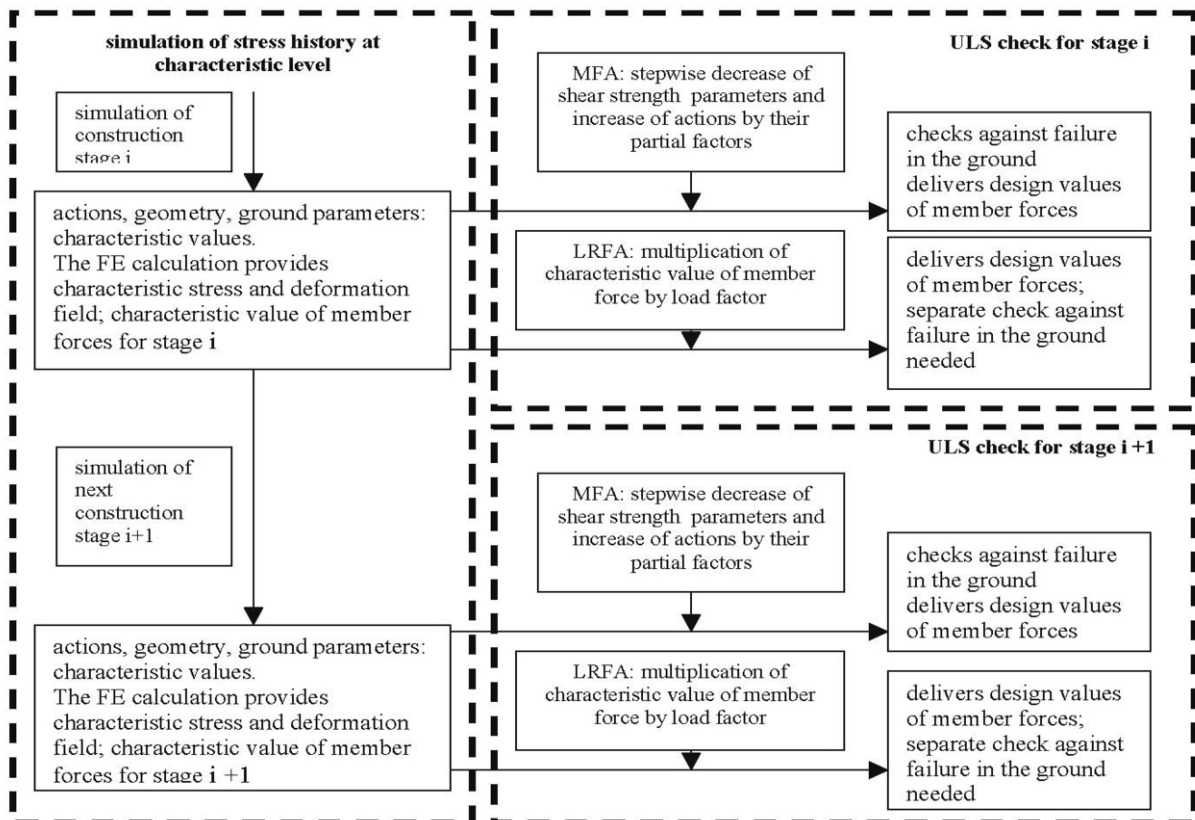 simulation of stress history at
characteristic level
simulation of
construction
stage i
actions, geometry, ground parameters:
characteristic values.
The FE calculation provides
characteristic stress and deformation
field; characteristic value of member
forces for stage i
simulation of
next
construction
stage i+1
actions, geometry, ground parameters:
characteristic values.
The FE calculation provides
characteristic stress and deformation
field; characteristic value of member
forces for stage i +1
ULS check for stage i
MFA: stepwise decrease of
shear strength parameters and
increase of actions by their
partial factors
checks against failure
in the ground
delivers design values
of member forces
LRFA: multiplication of
characteristic value of member
force by load factor
delivers design values
of member forces;
separate check against
failure in the ground
needed
ULS check for stage i +1
MFA: stepwise decrease of
shear strength parameters and
increase of actions by their
partial factors
checks against failure
in the ground
delivers design values
of member forces
LRFA: multiplication of
characteristic value of member
force by load factor
delivers design values
of member forces;
separate check against
failure in the ground
needed